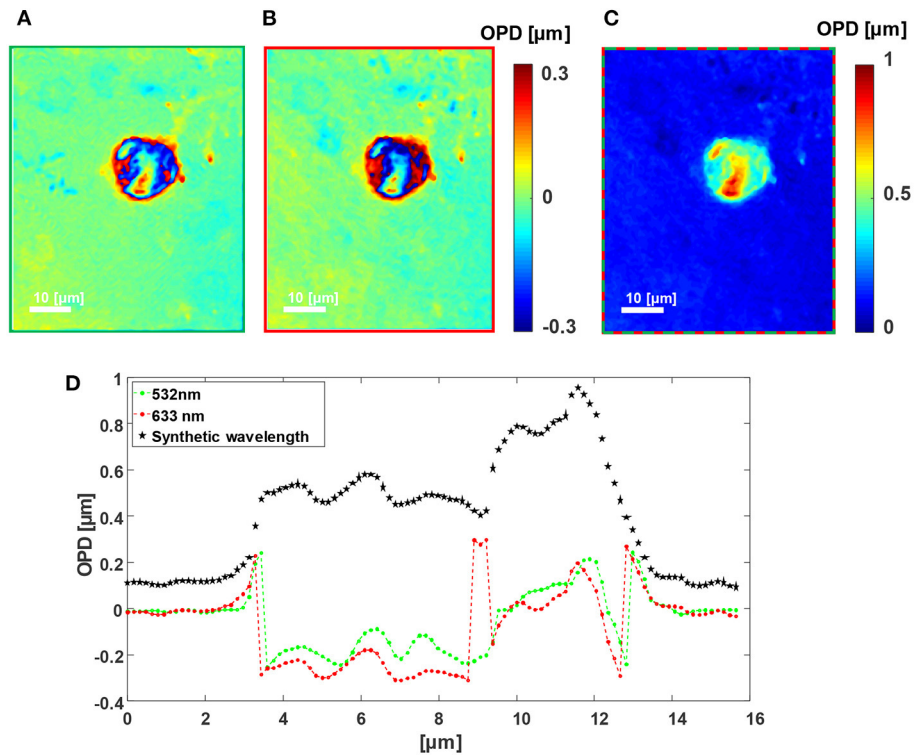 A
B
OPD [µm]
C
OPD [µm]
0.3
0
-0.3
1
0.5
0
10 [µm]
10 [µm]
10 [µm]
D
532nm
633 nm
Synthetic wavelength
OPD [µm]
1
0.8
0.6
0.4
0.2
0
-0.2
-0.4
0 2 4 6 8 10 12 14 16
[µm]